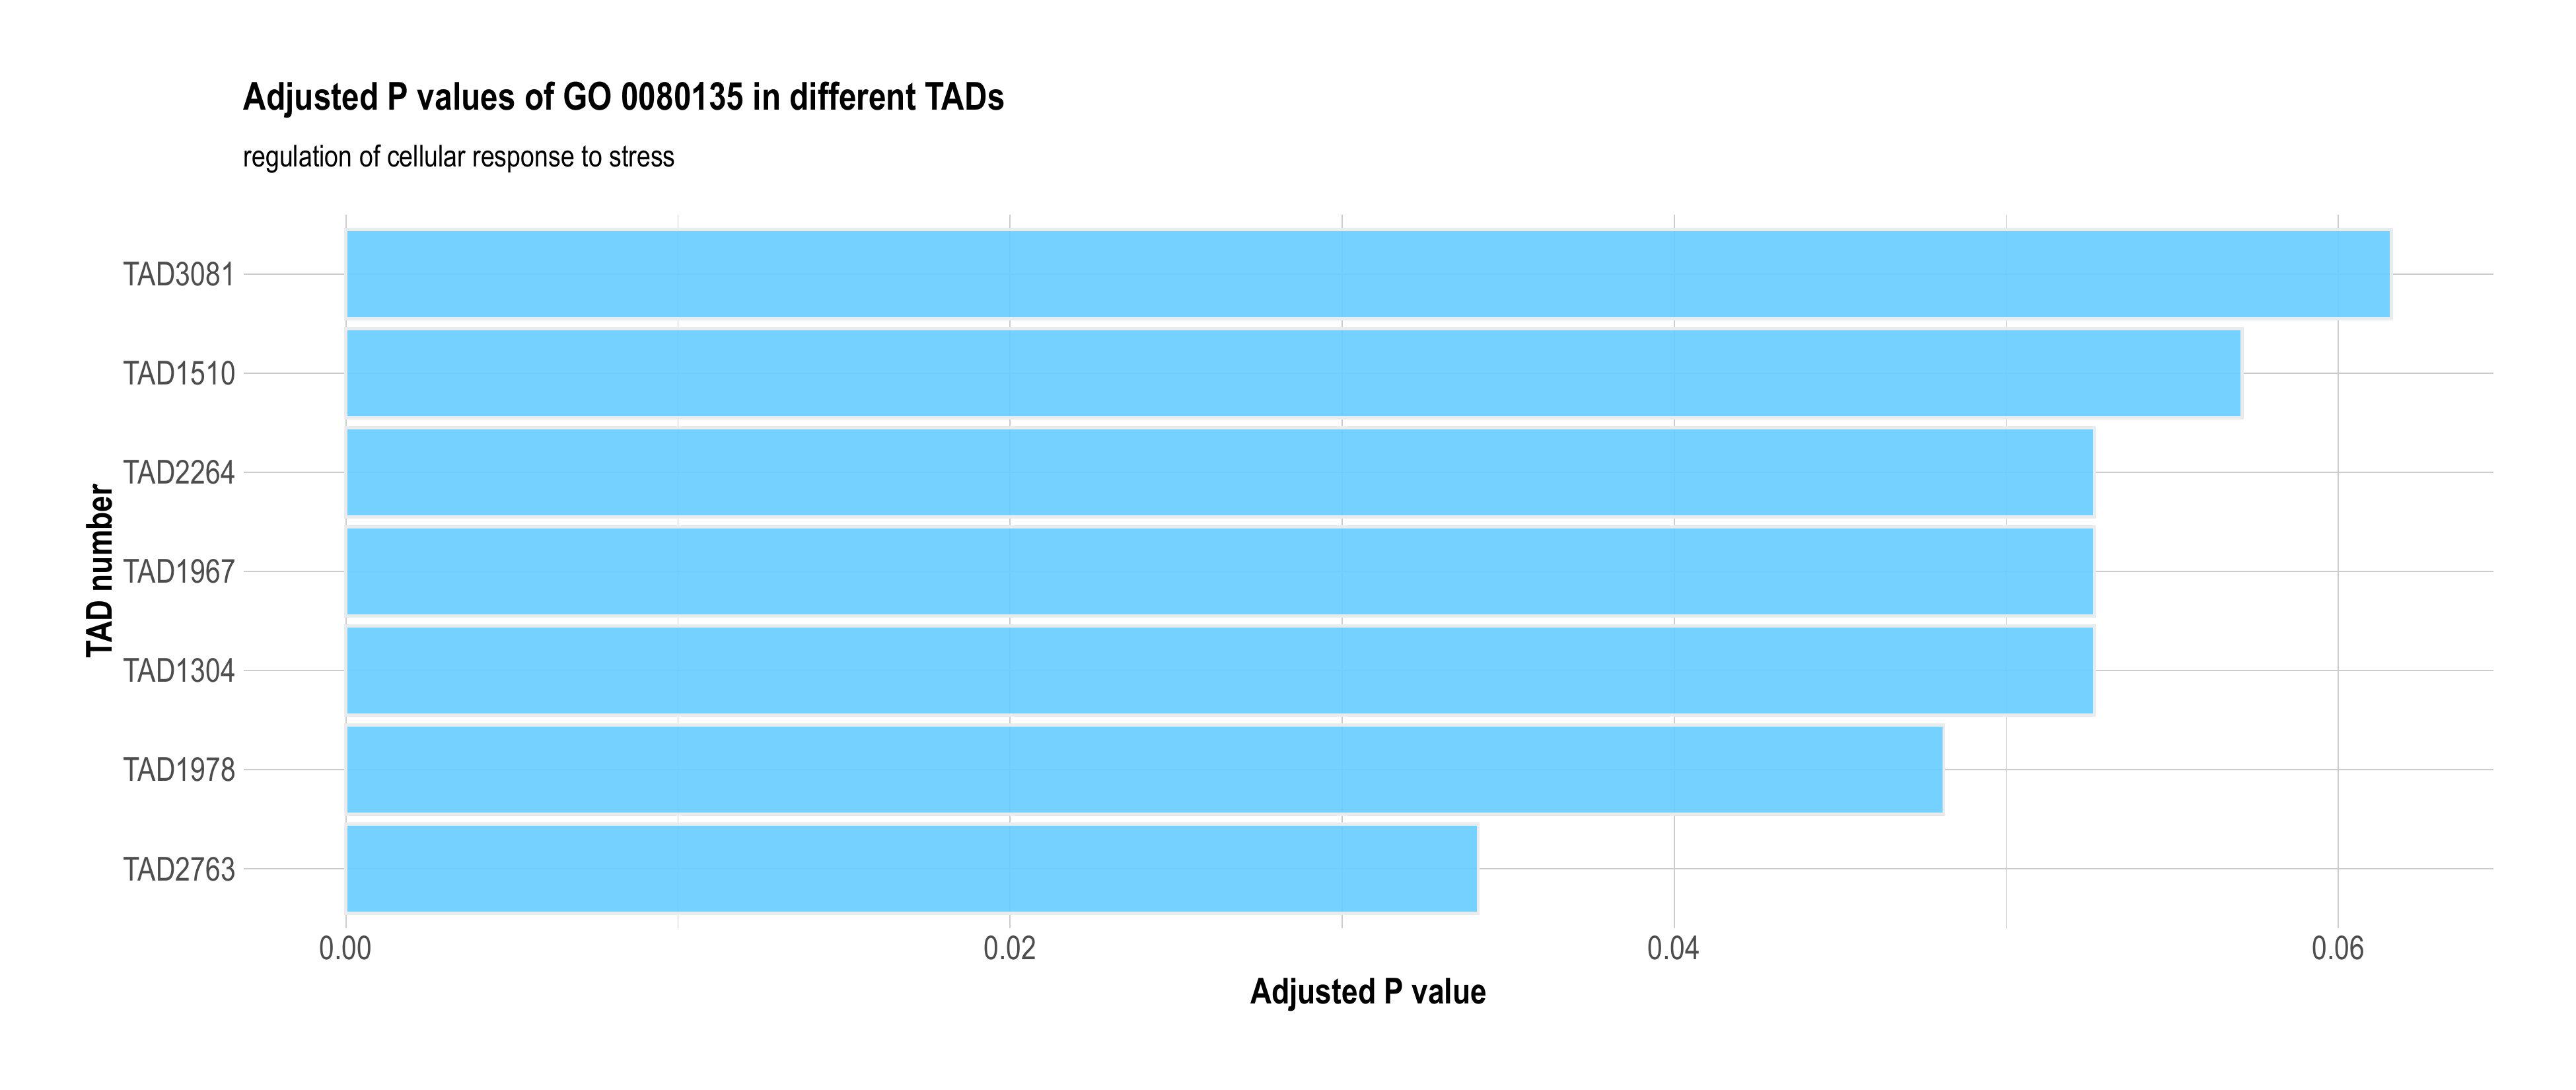 Adjusted P values of GO 0080135 in different TADs
regulation of cellular response to stress
TAD number
TAD3081
TAD1510
TAD2264
TAD1967
TAD1304
TAD1978
TAD2763
0.00 0.02 0.04 0.06
Adjusted P value